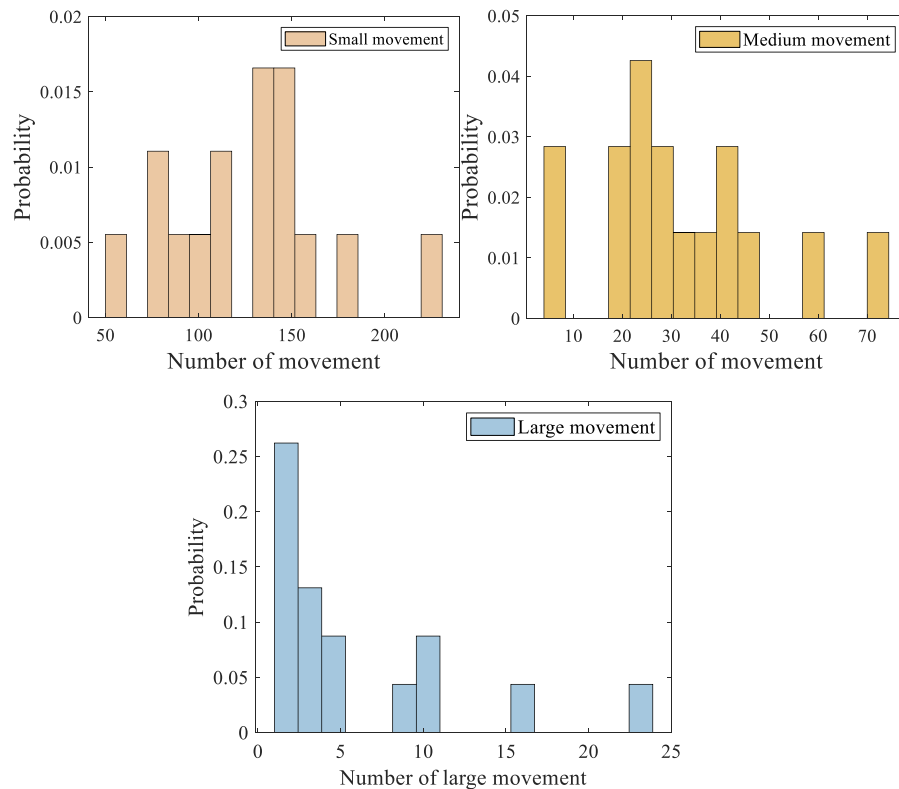 0.02
0.015
0.01
0.005
0
Probability
Small movement
50 100 150 200
Number of movement
0.05
0.04
0.03
0.02
0.01
0
Probability
Medium movement
10 20 30 40 50 60 70
Number of movement
0.3
0.25
0.2
0.15
0.1
0.05
0
Probability
Large movement
0 5 10 15 20 25
Number of large movement